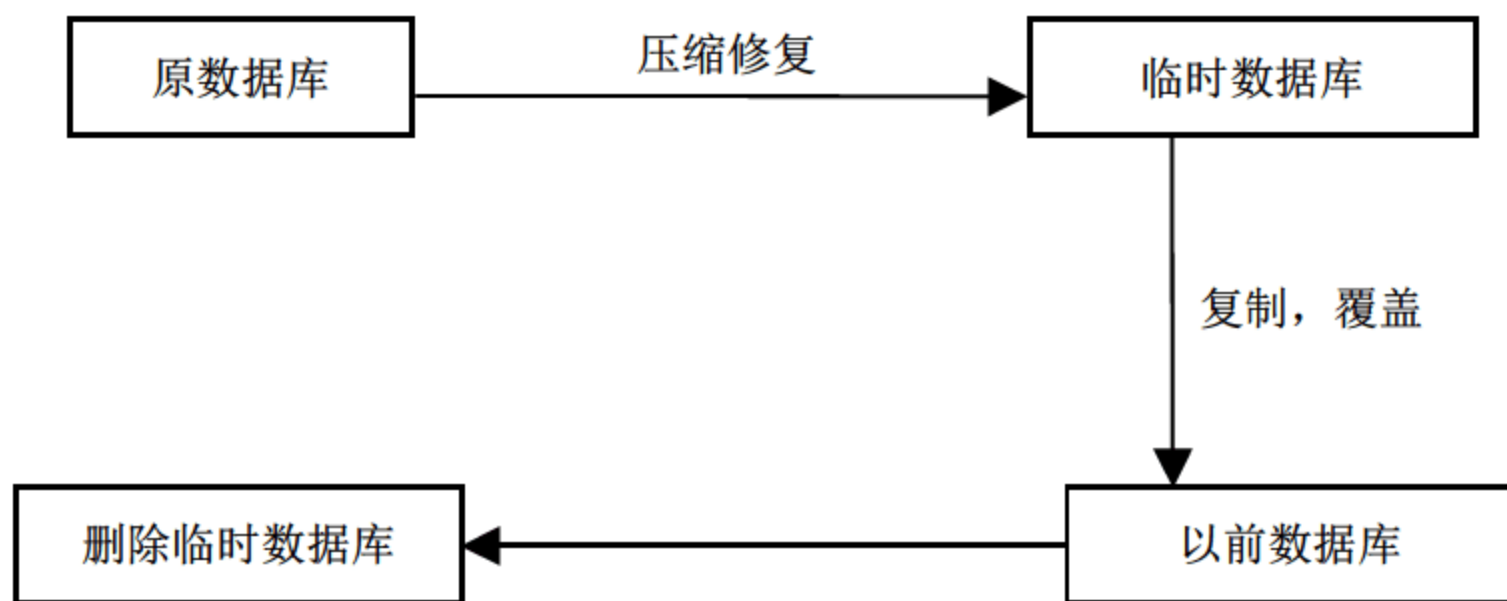 原数据库
压缩修复
临时数据库
复制，覆盖
删除临时数据库
以前数据库